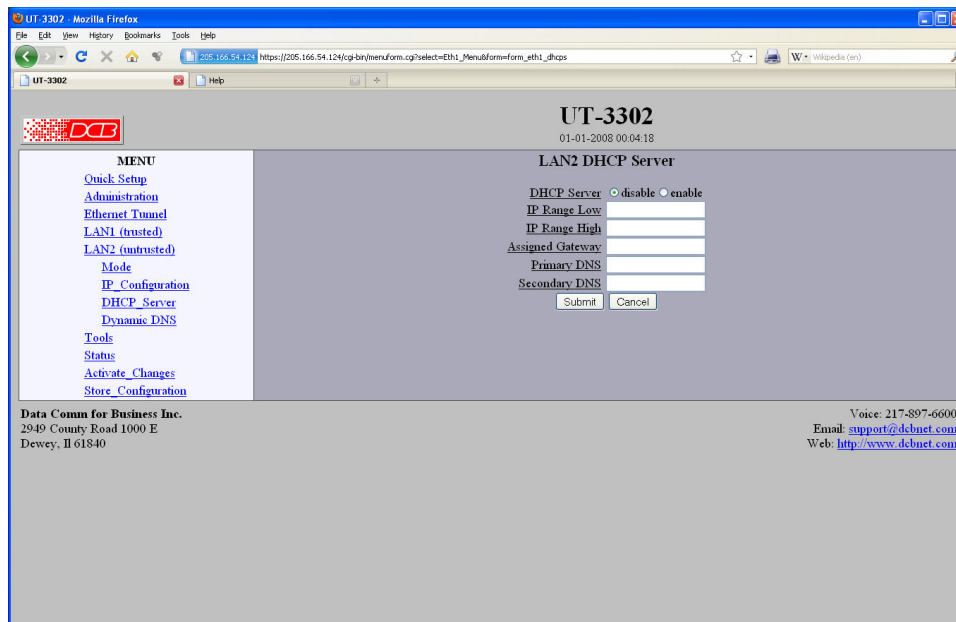 UT-3302 - Mozilla Firefox
File Edit View History Bookmarks Tools Help
205.166.54.124 https://205.166.54.124/cgi-bin/menuform.cgi?select=Eth1_Menu&form=form_eth1_dhcps
W Wikipedia (en)
UT-3302
Help
DCB
UT-3302
01-01-2008 00:04:18
MENU
Quick Setup
Administration
Ethernet Tunnel
LAN1 (trusted)
LAN2 (untrusted)
Mode
IP_Configuration
DHCP_Server
Dynamic DNS
Tools
Status
Activate_Changes
Store_Configuration
LAN2 DHCP Server
DHCP Server disable enable
IP Range Low
IP Range High
Assigned Gateway
Primary DNS
Secondary DNS
Submit Cancel
Data Comm for Business Inc.
2949 County Road 1000 E
Dewey, Il 61840
Voice: 217-897-6600
Email: support@dcbnet.com
Web: http://www.dcbnet.com